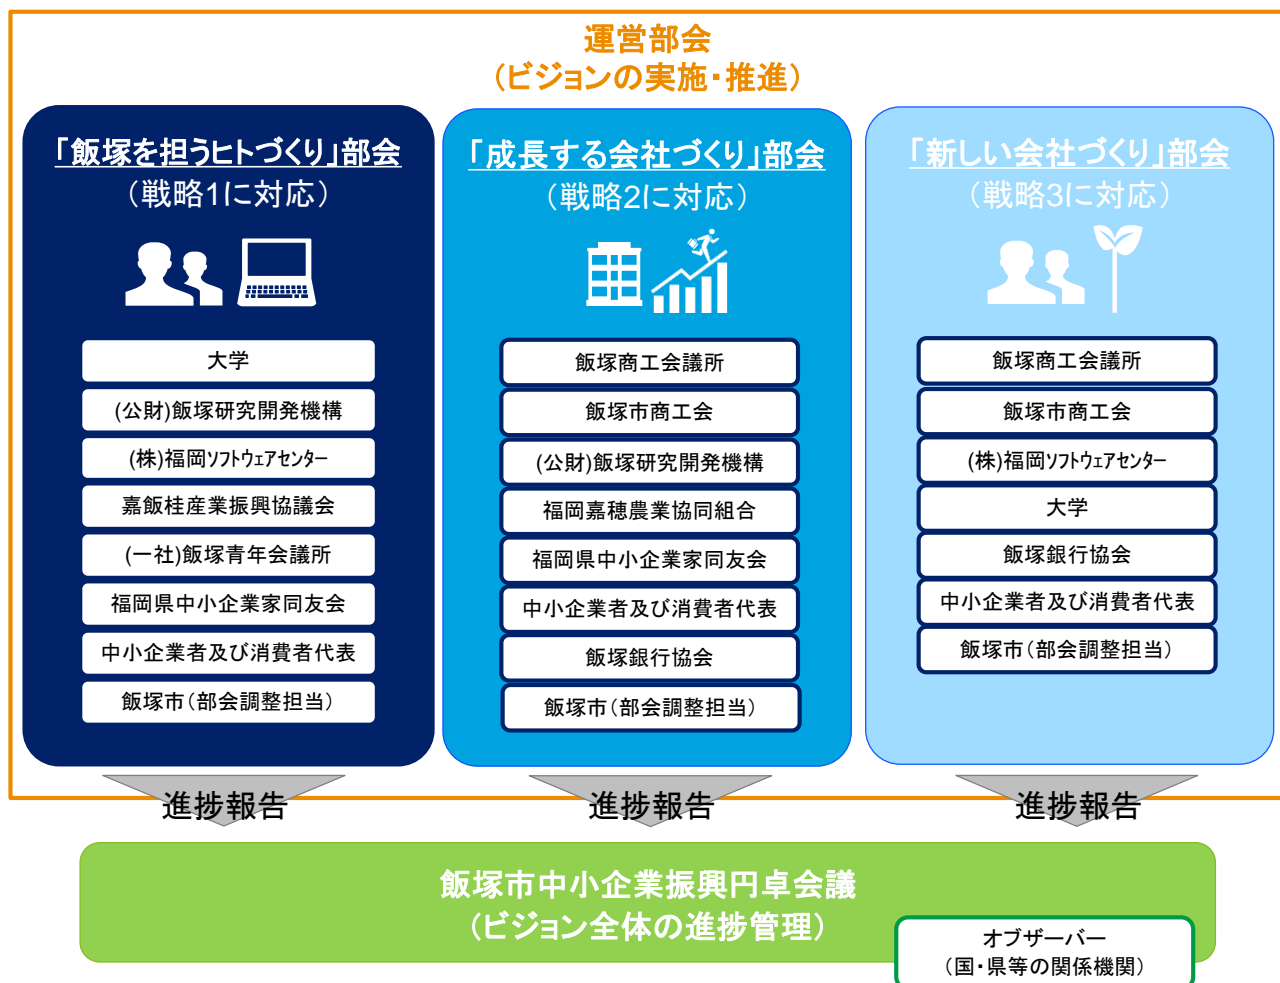 運営部会
(ビジョンの実施・推進)
「飯塚を担うヒトづくり」部会
(戦略1に対応)
大学
(公財)飯塚研究開発機構
(株)福岡ソフトウェアセンター
嘉飯桂産業振興協議会
(一社)飯塚青年会議所
福岡県中小企業家同友会
中小企業者及び消費者代表
飯塚市(部会調整担当)
「成長する会社づくり」部会
(戦略2に対応)
飯塚商工会議所
飯塚市商工会
(公財)飯塚研究開発機構
福岡嘉穂農業協同組合
福岡県中小企業家同友会
中小企業者及び消費者代表
飯塚銀行協会
飯塚市(部会調整担当)
「新しい会社づくり」部会
(戦略3に対応)
飯塚商工会議所
飯塚市商工会
(株)福岡ソフトウェアセンター
大学
飯塚銀行協会
中小企業者及び消費者代表
飯塚市(部会調整担当)
進捗報告
進捗報告
進捗報告
飯塚市中小企業振興円卓会議
(ビジョン全体の進捗管理)
オブザーバー
(国・県等の関係機関)